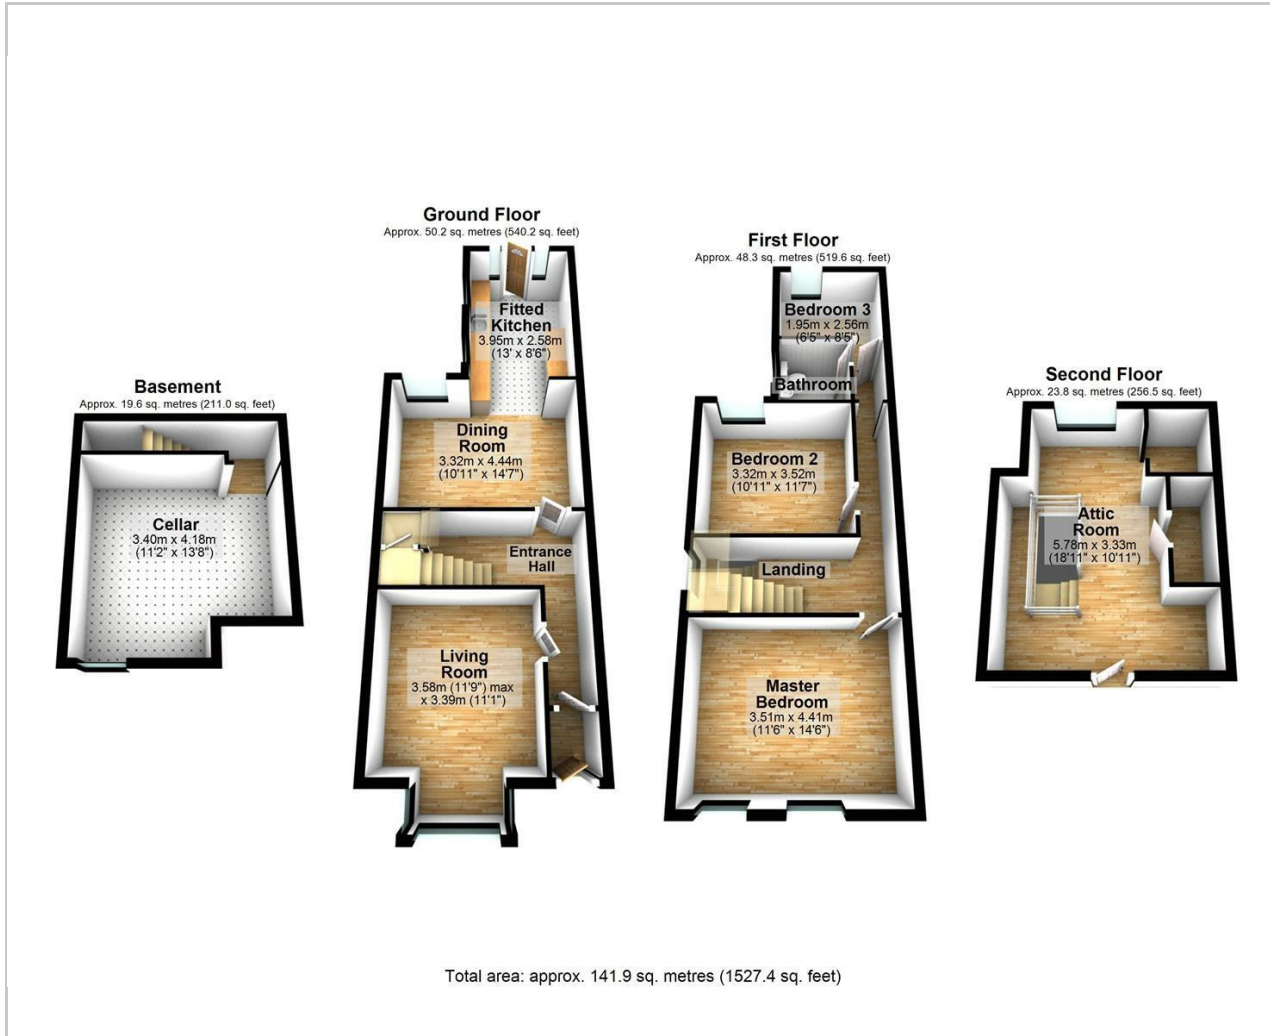 Basement
Approx. 19.6 sq. metres (211.0 sq. feet)
Cellar
3.40m x 4.18m
(11'2" x 13'8")
Ground Floor
Approx. 50.2 sq. metres (540.2 sq. feet)
Fitted
Kitchen
3.95m x 2.58m
(13' x 8'6")
Dining
Room
3.32m x 4.44m
(10'11" x 14'7")
Entrance
Hall
Living
Room
3.58m (11'9") max
x 3.39m (11'1")
First Floor
Approx. 48.3 sq. metres (519.6 sq. feet)
Bedroom 3
1.95m x 2.56m
(6'5" x 8'5")
Bathroom
Bedroom 2
3.32m x 3.52m
(10'11" x 11'7")
Landing
Master
Bedroom
3.51m x 4.41m
(11'6" x 14'6")
Second Floor
Approx. 23.8 sq. metres (256.5 sq. feet)
Attic
Room
5.78m x 3.33m
(18'11" x 10'11")
Total area: approx. 141.9 sq. metres (1527.4 sq. feet)